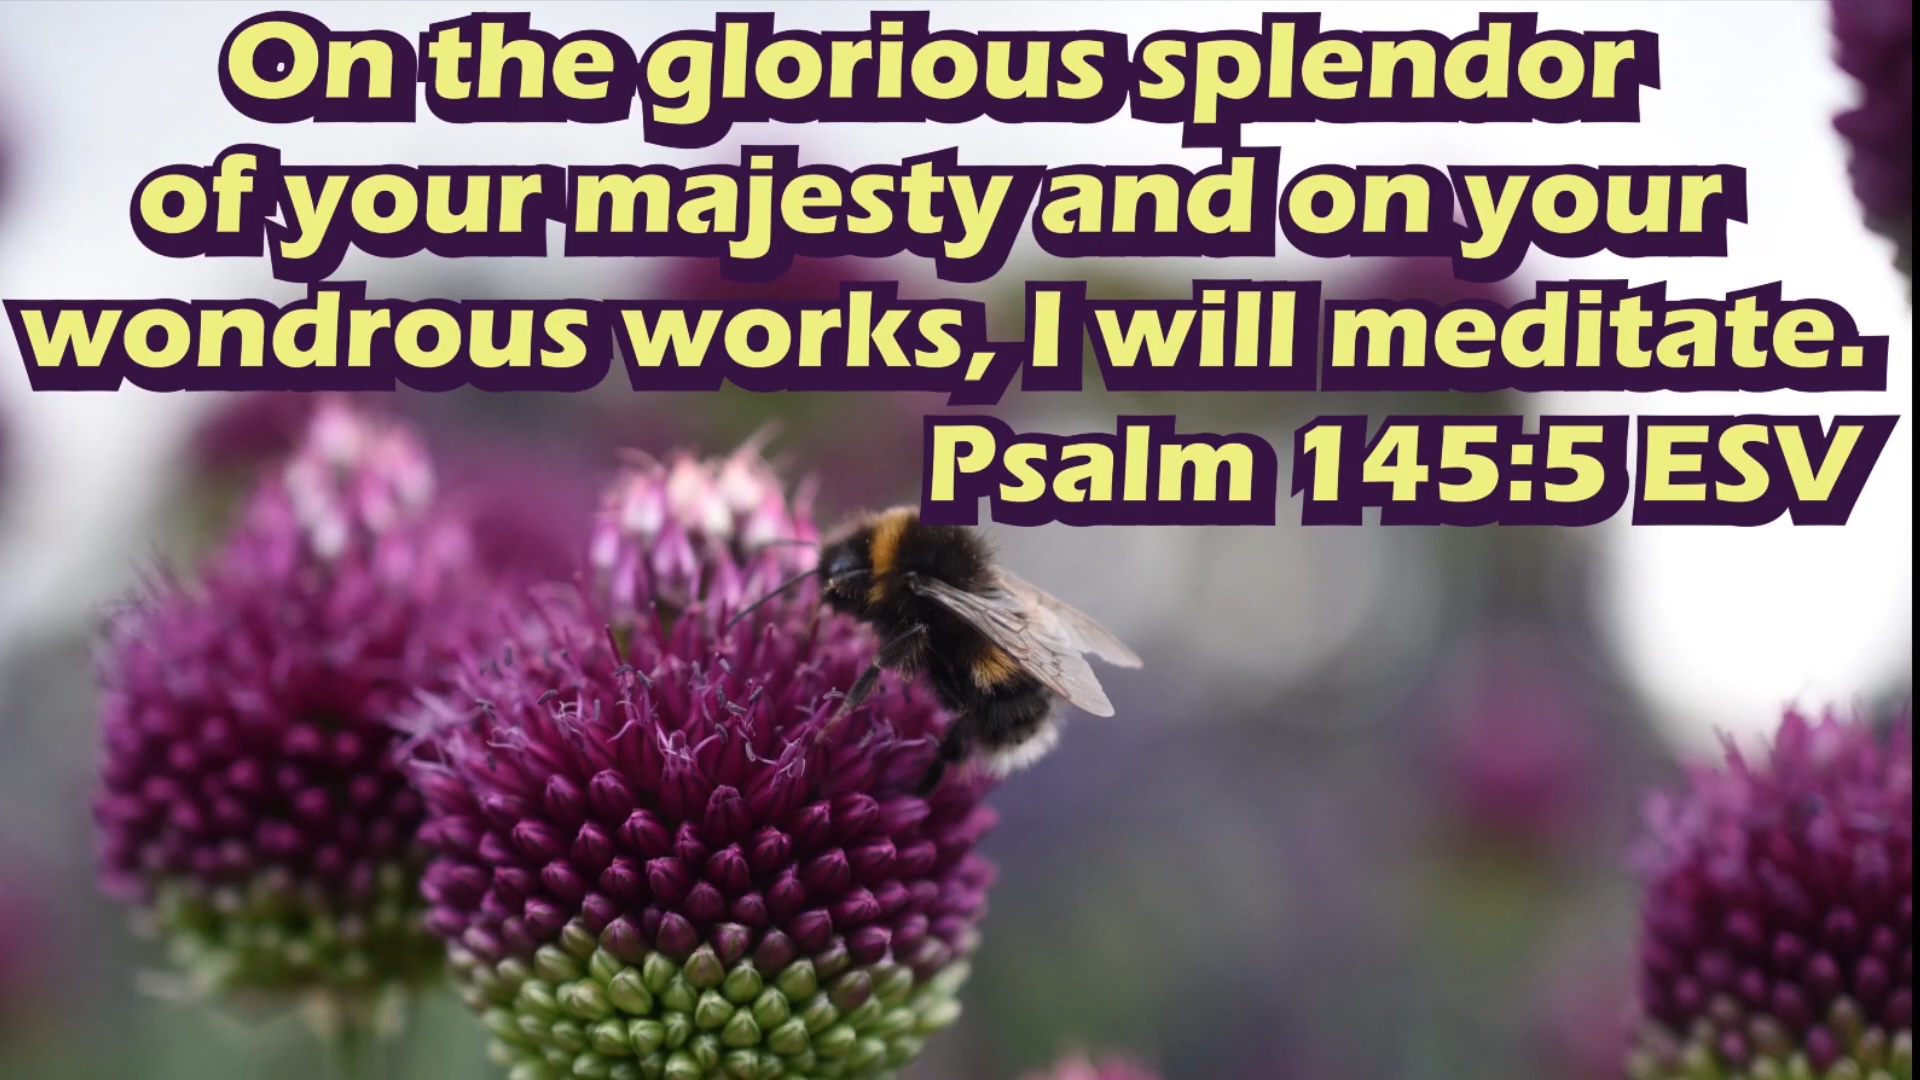 On the glorious splendor
of your majesty and on your
wondrous works, I will meditate.
Psalm 145:5 ESV